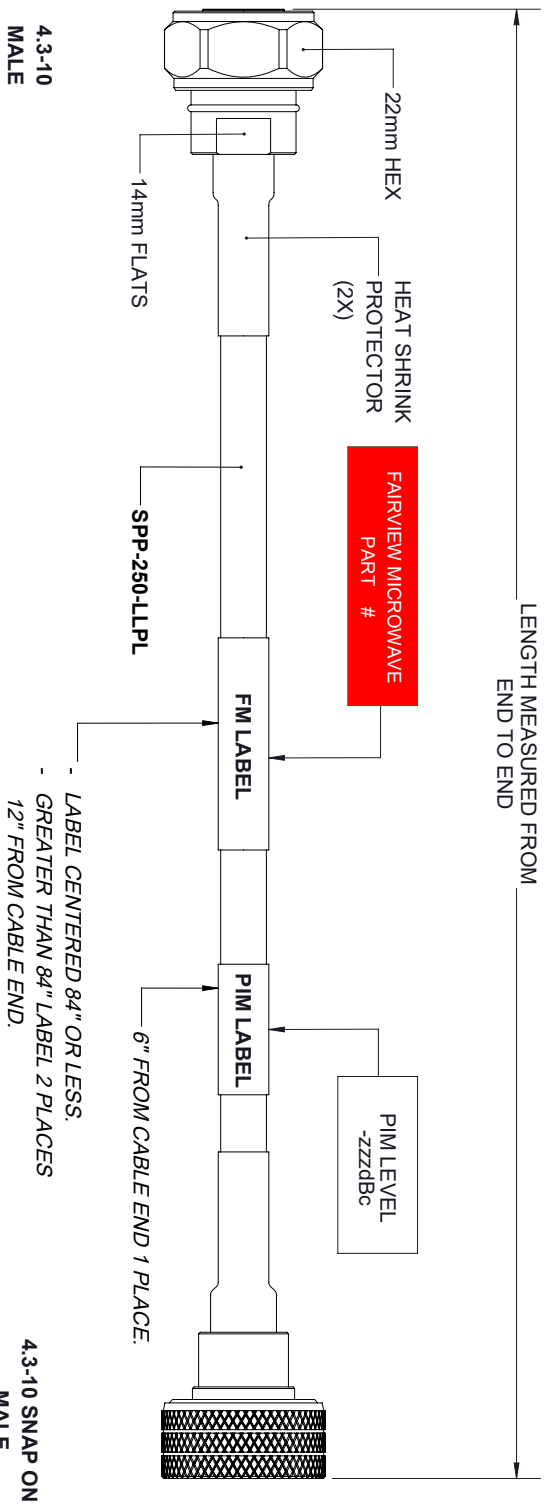 LENGTH MEASURED FROM
END TO END
22mm HEX
HEAT SHRINK
PROTECTOR
(2X)
FAIRVIEW MICROWAVE
PART #
PIM LEVEL
-zzzdBc
14mm FLATS
SPP-250-LLPL
FM LABEL
PIM LABEL
6" FROM CABLE END 1 PLACE.
- LABEL CENTERED 84" OR LESS.
- GREATER THAN 84" LABEL 2 PLACES
12" FROM CABLE END.
4.3-10
MALE
4.3-10 SNAP ON
MALE